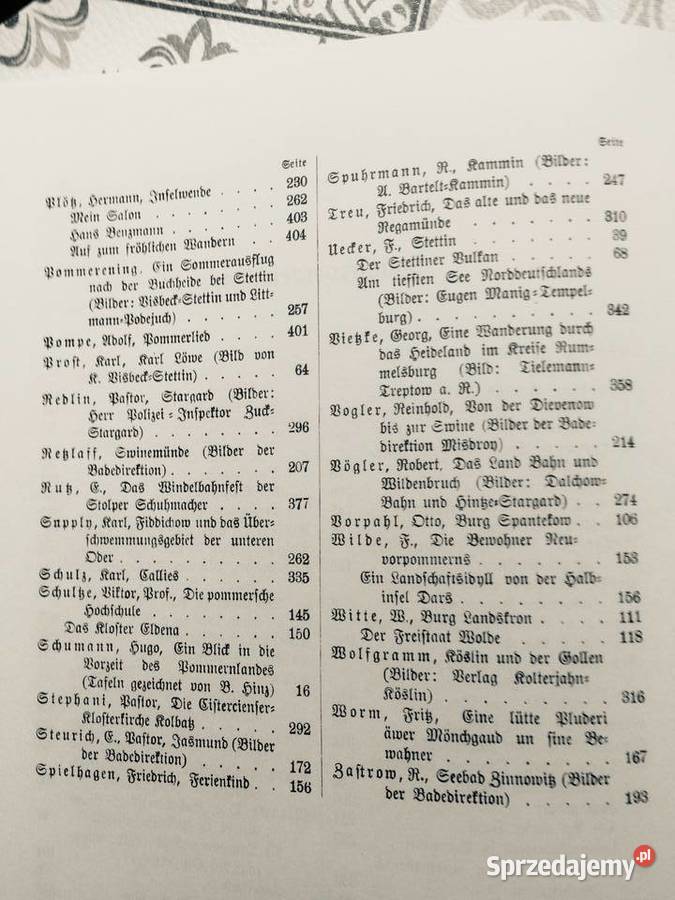 Seite
Plötz, Hermann, Inselwende . . . . 230
Mein Salon . . . . . . . . 262
Hans Benzmann . . . . . . . 403
Auf zum fröhlichen Wandern . . 404
Pommerening, Ein Sommerausflug
nach der Buchheide bei Stettin
(Bilder: Visbeck-Stettin und Litt-
mann-Podejuch) . . . . . . . 257
Pompe, Adolf, Pommerlied . . . . 401
Prost, Karl, Karl Löwe (Bild von
K. Visbeck-Stettin) . . . . . 64
Redlin, Pastor, Stargard (Bilder:
Herr Polizei-Inspektor Zuck-
Stargard) . . . . . . . . 296
Retzlaff, Swinemünde (Bilder der
Badedirektion) . . . . . . . 207
Rutz, E., Das Windelbahnfest der
Stolper Schuhmacher . . . . 377
Snpply, Karl, Fiddichow und das Über-
schwemmungsgebiet der unteren
Oder . . . . . . . . . . 262
Schulz, Karl, Callies . . . . . . 335
Schultze, Viktor, Prof., Die pommersche
Hochschule . . . . . . . . 145
Das Kloster Eldena . . . . . 150
Schumann, Hugo, Ein Blick in die
Vorzeit des Pommernlandes
(Tafeln gezeichnet von B. Hinz) 16
Stephani, Pastor, Die Cistercienser-
Klosterkirche Kolbatz . . . . . 292
Steurich, E., Pastor, Jasmund (Bilder
der Badedirektion) . . . . . 172
Spielhagen, Friedrich, Ferienkind . . 156
Seite
Spuhrmann, R., Kammin (Bilder:
A. Bartelt-Kammin) . . . . 247
Treu, Friedrich, Das alte und das neue
Regamünde . . . . . . . 310
Uecker, F., Stettin . . . . . . 39
Der Stettiner Vulkan . . . . . 68
Am tiefsten See Norddeutschlands
(Bilder: Eugen Manig-Tempel-
burg) . . . . . . . . . . 342
Vietzke, Georg, Eine Wanderung durch
das Heideland im Kreise Rum-
melsburg (Bild: Tielemann-
Treptow a. R.) . . . . . . 358
Vogler, Reinhold, Von der Dievenow
bis zur Swine (Bilder der Bade-
direktion Misdroy) . . . . . 214
Vögler, Robert, Das Land Bahn und
Wildenbruch (Bilder: Dalchow-
Bahn und Hintze-Stargard) . . 274
Vorpahl, Otto, Burg Spantekow . . 106
Wilde, F., Die Bewohner Neu-
vorpommerns . . . . . . . 153
Ein Landschaftsidyll von der Halb-
insel Dars . . . . . . . . 156
Witte, W., Burg Landskron . . . . 111
Der Freistaat Wolde . . . . . 118
Wolfgramm, Köslin und der Gollen
(Bilder: Verlag Kolterjahn-
Köslin) . . . . . . . . . 316
Worm, Fritz, Eine lütte Pluderi
äwer Mönchgaud un sine Be-
wahner . . . . . . . . . 167
Zastrow, R., Seebad Zinnowitz (Bilder
der Badedirektion) . . . . . 193
Sprzedajemy.pl